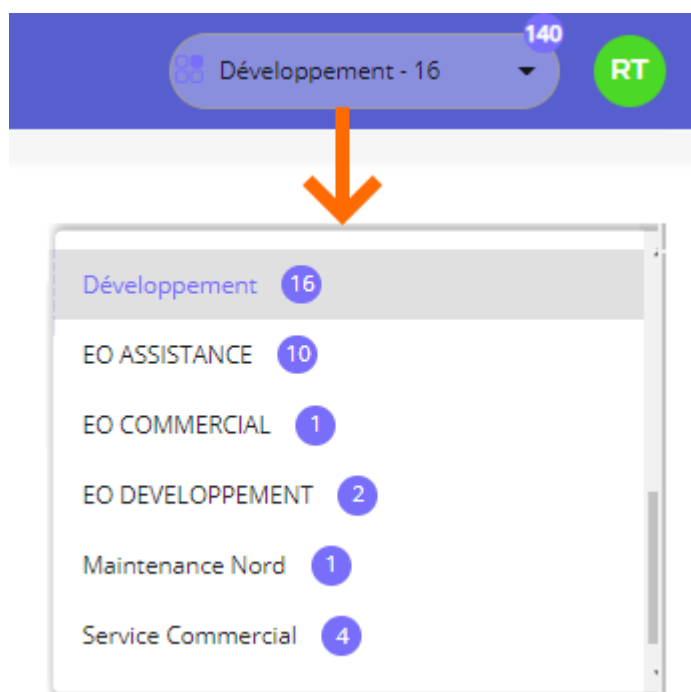 140
Développement - 16
RT
Développement 16
EO ASSISTANCE 10
EO COMMERCIAL 1
EO DEVELOPPEMENT 2
Maintenance Nord 1
Service Commercial 4